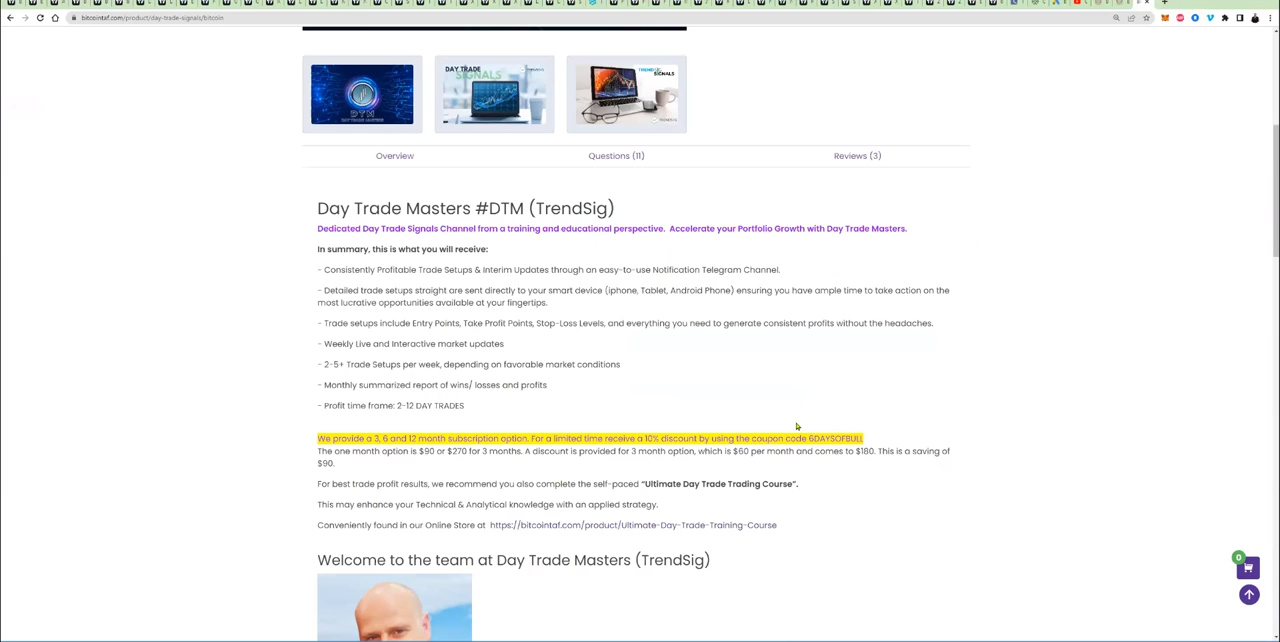 bitcointaf.com/product/day-trade-signals/bitcoin
DTM
DAY TRADE MASTER
DAY TRADE
SIGNALS
SIGNALS
Overview
Questions (11)
Reviews (3)
Day Trade Masters #DTM (TrendSig)
Dedicated Day Trade Signals Channel from a training and educational perspective. Accelerate your Portfolio Growth with Day Trade Masters.
In summary, this is what you will receive:
- Consistently Profitable Trade Setups & Interim Updates through an easy-to-use Notification Telegram Channel.
- Detailed trade setups straight are sent directly to your smart device (iphone, Tablet, Android Phone) ensuring you have ample time to take action on the
most lucrative opportunities available at your fingertips.
- Trade setups include Entry Points, Take Profit Points, Stop-Loss Levels, and everything you need to generate consistent profits without the headaches.
- Weekly Live and Interactive market updates
- 2-5+ Trade Setups per week, depending on favorable market conditions
- Monthly summarized report of wins/ losses and profits
- Profit time frame: 2-12 DAY TRADES
We provide a 3, 6 and 12 month subscription option. For a limited time receive a 10% discount by using the coupon code 6DAYSOFBULL
The one month option is $90 or $270 for 3 months. A discount is provided for 3 month option, which is $60 per month and comes to $180. This is a saving of
$90.
For best trade profit results, we recommend you also complete the self-paced “Ultimate Day Trade Trading Course”.
This may enhance your Technical & Analytical knowledge with an applied strategy.
Conveniently found in our Online Store at https://bitcointaf.com/product/Ultimate-Day-Trade-Training-Course
Welcome to the team at Day Trade Masters (TrendSig)
0